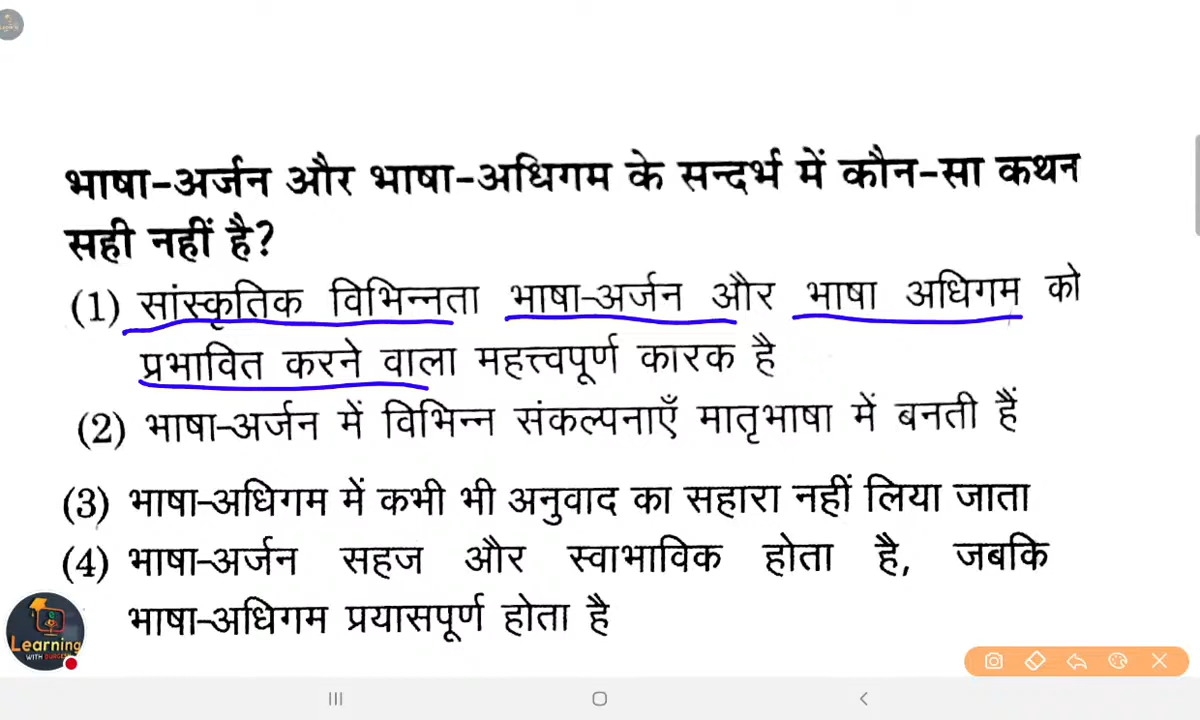 भाषा-अर्जन और भाषा-अधिगम के सन्दर्भ में कौन-सा कथन
सही नहीं है?
(1) सांस्कृतिक विभिन्नता भाषा-अर्जन और भाषा अधिगम को
प्रभावित करने वाला महत्त्वपूर्ण कारक है
(2) भाषा-अर्जन में विभिन्न संकल्पनाएँ मातृभाषा में बनती हैं
(3) भाषा-अधिगम में कभी भी अनुवाद का सहारा नहीं लिया जाता
(4) भाषा-अर्जन सहज और स्वाभाविक होता है, जबकि
भाषा-अधिगम प्रयासपूर्ण होता है
Learning